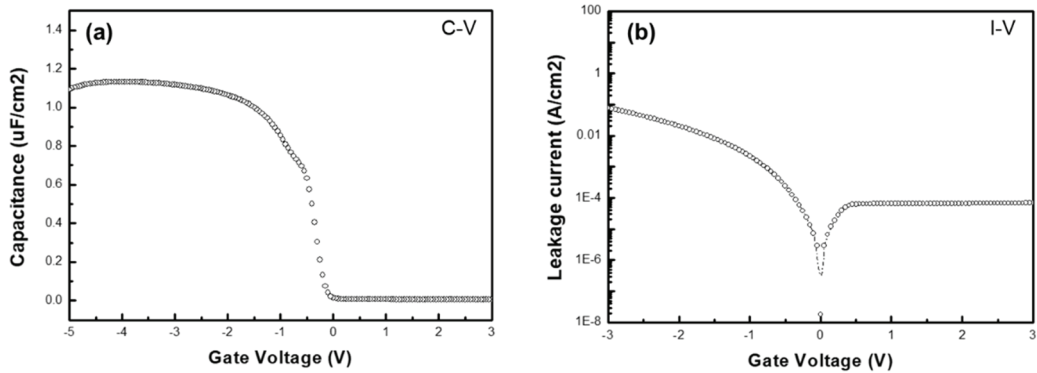 (a)
C-V
Capacitance (uF/cm2)
1.4
1.2
1.0
0.8
0.6
0.4
0.2
0.0
-5 -4 -3 -2 -1 0 1 2 3
Gate Voltage (V)
(b)
I-V
Leakage current (A/cm2)
100
1
0.01
1E-4
1E-6
1E-8
-3 -2 -1 0 1 2 3
Gate Voltage (V)